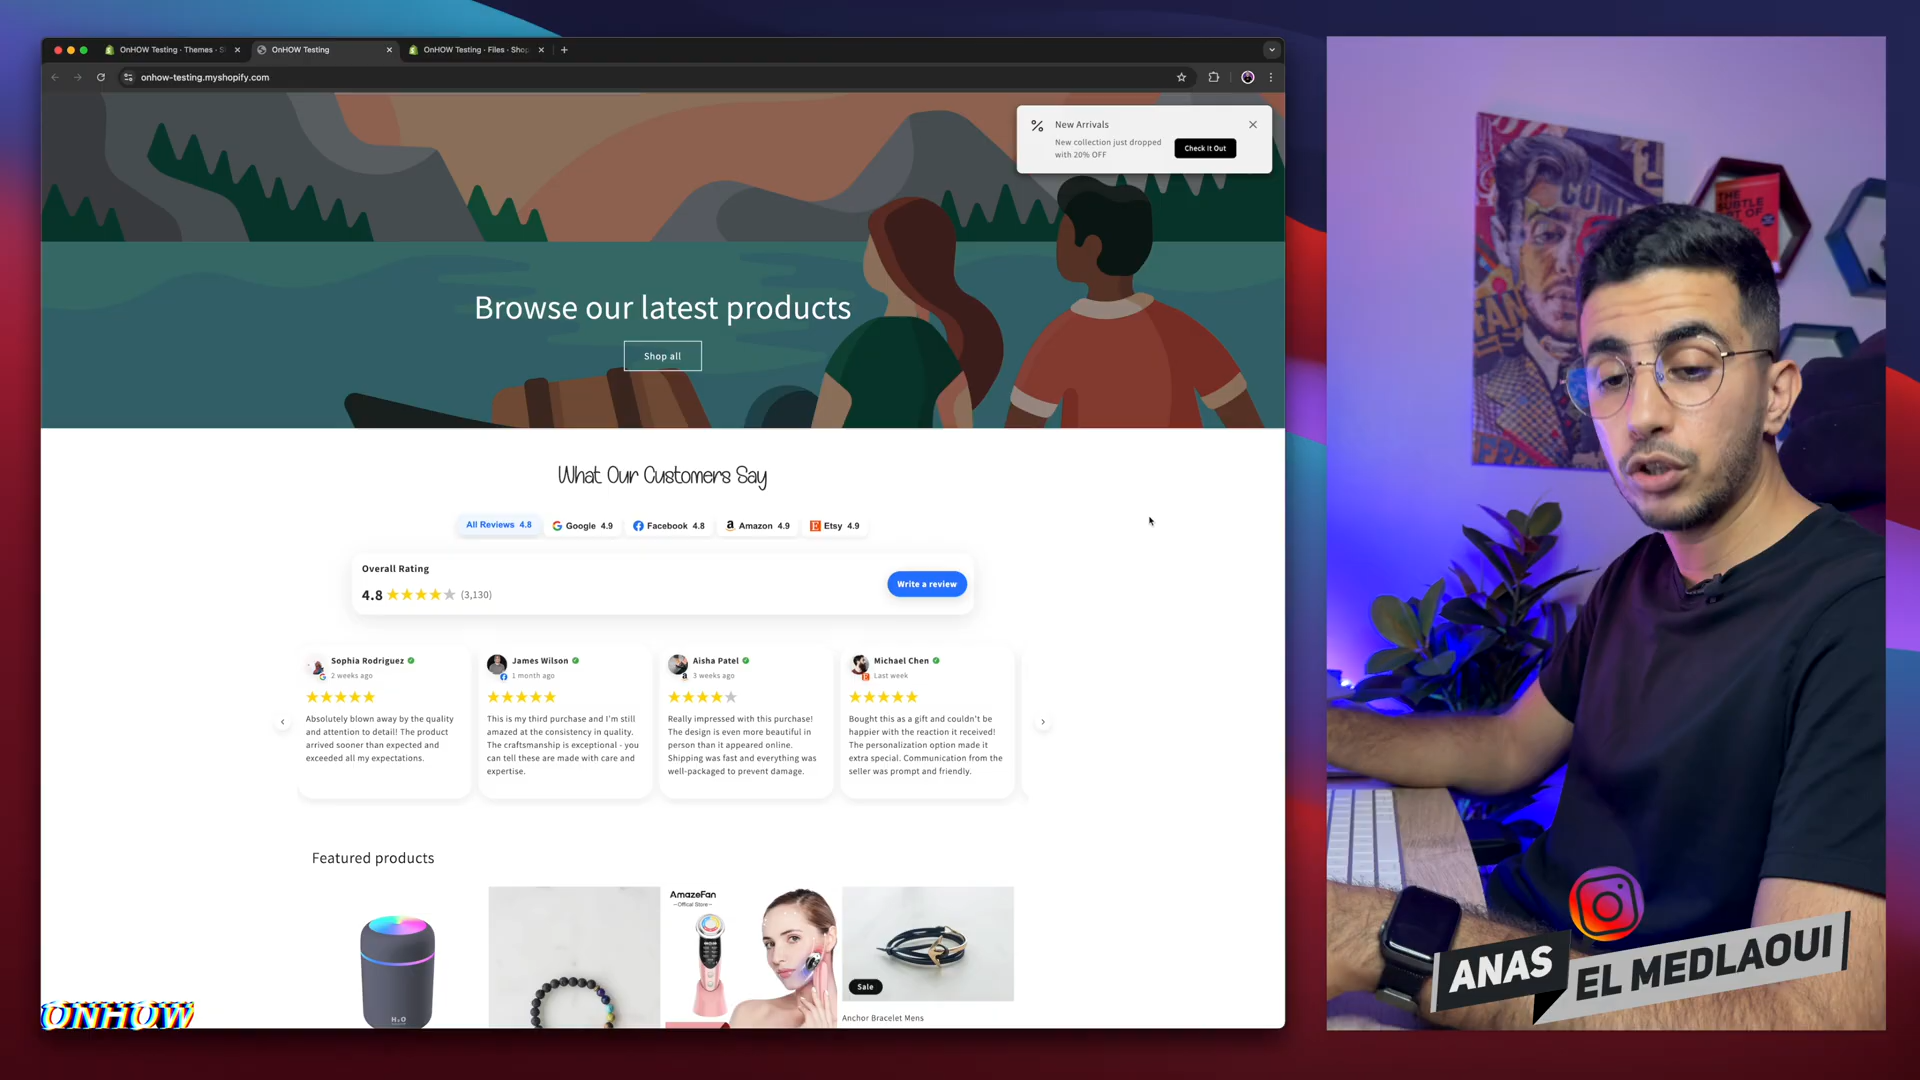 OnHOW Testing · Themes · S
OnHOW Testing
OnHOW Testing · Files · Shop
onhow-testing.myshopify.com
New Arrivals
New collection just dropped
with 20% OFF
Check It Out
Browse our latest products
Shop all
What Our Customers Say
All Reviews 4.8
Google 4.9
Facebook 4.8
Amazon 4.9
Etsy 4.9
Overall Rating
4.8 (3,130)
Write a review
Sophia Rodriguez
2 weeks ago
Absolutely blown away by the quality
and attention to detail! The product
arrived sooner than expected and
exceeded all my expectations.
James Wilson
1 month ago
This is my third purchase and I'm still
amazed at the consistency in quality.
The craftsmanship is exceptional - you
can tell these are made with care and
expertise.
Aisha Patel
3 weeks ago
Really impressed with this purchase!
The design is even more beautiful in
person than it appeared online.
Shipping was fast and everything was
well-packaged to prevent damage.
Michael Chen
Last week
Bought this as a gift and couldn't be
happier with the reaction it received!
The personalization option made it
extra special. Communication from the
seller was prompt and friendly.
Featured products
H₂O
AmazeFan
Official Store
Sale
Anchor Bracelet Mens
ONHOW
THE
SUBTLE
ART OF
COMI
FAN
ANAS
EL MEDLAOUI